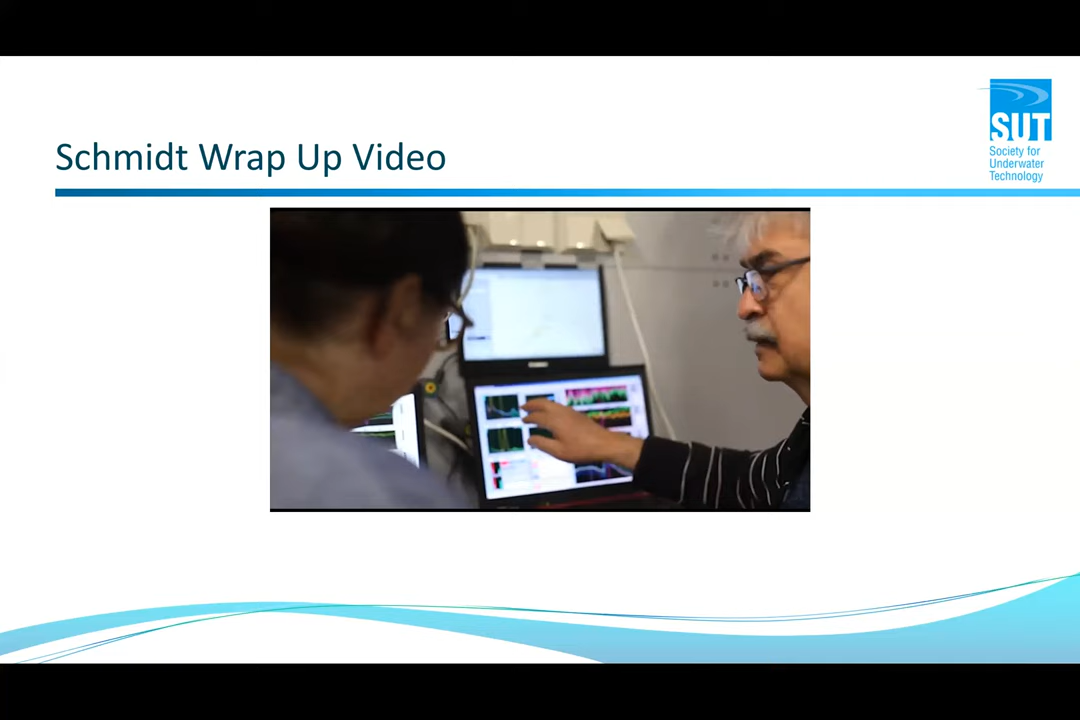 Schmidt Wrap Up Video
SUT
Society for
Underwater
Technology